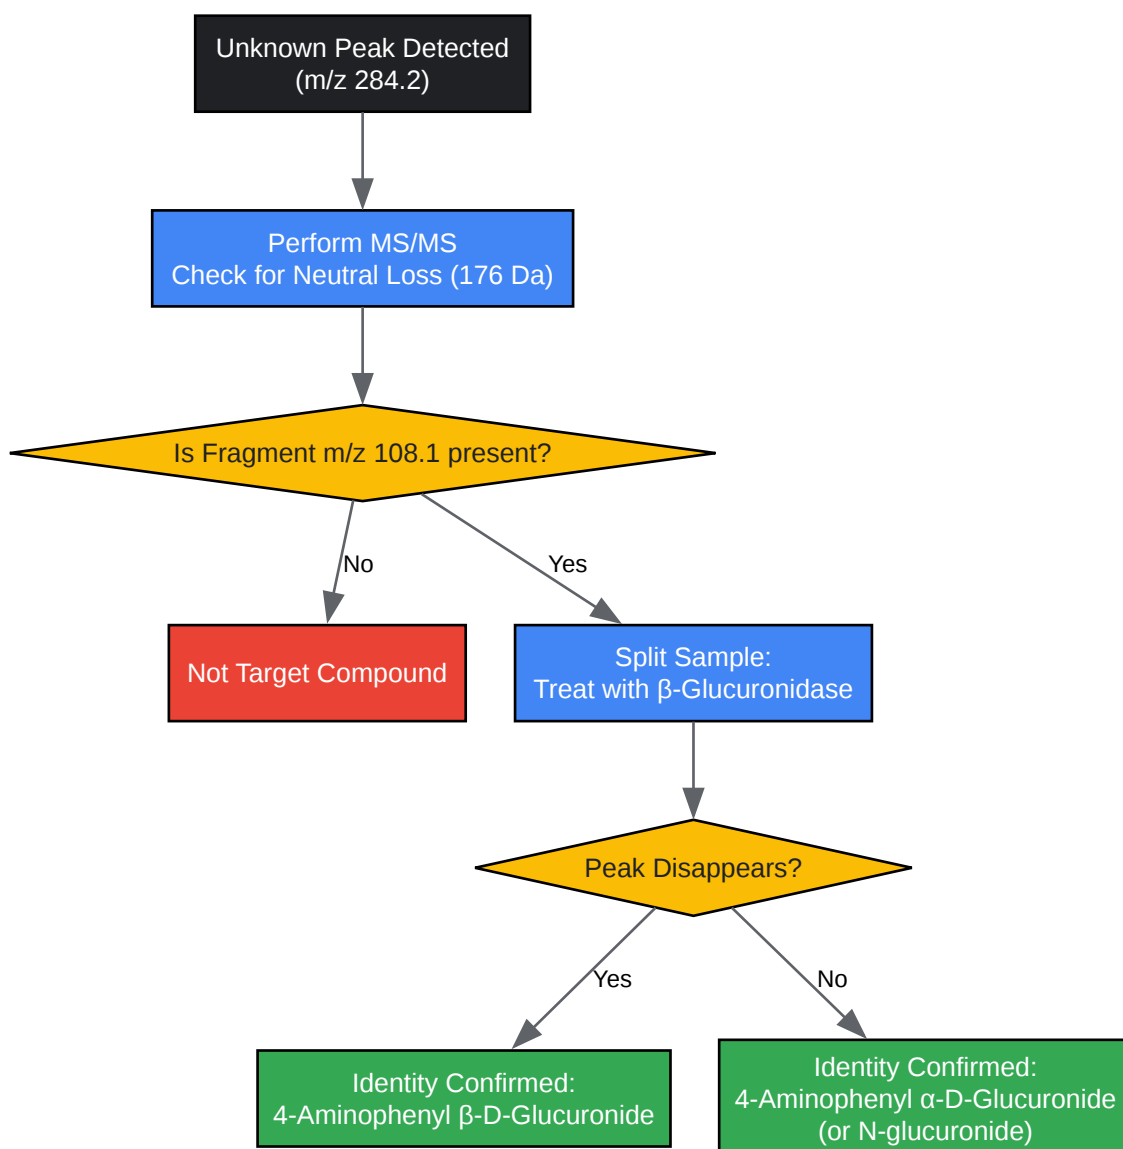 Unknown Peak Detected
(m/z 284.2)
Perform MS/MS
Check for Neutral Loss (176 Da)
Is Fragment m/z 108.1 present?
No
Yes
Not Target Compound
Split Sample:
Treat with β-Glucuronidase
Peak Disappears?
Yes
No
Identity Confirmed:
4-Aminophenyl β-D-Glucuronide
Identity Confirmed:
4-Aminophenyl α-D-Glucuronide
(or N-glucuronide)